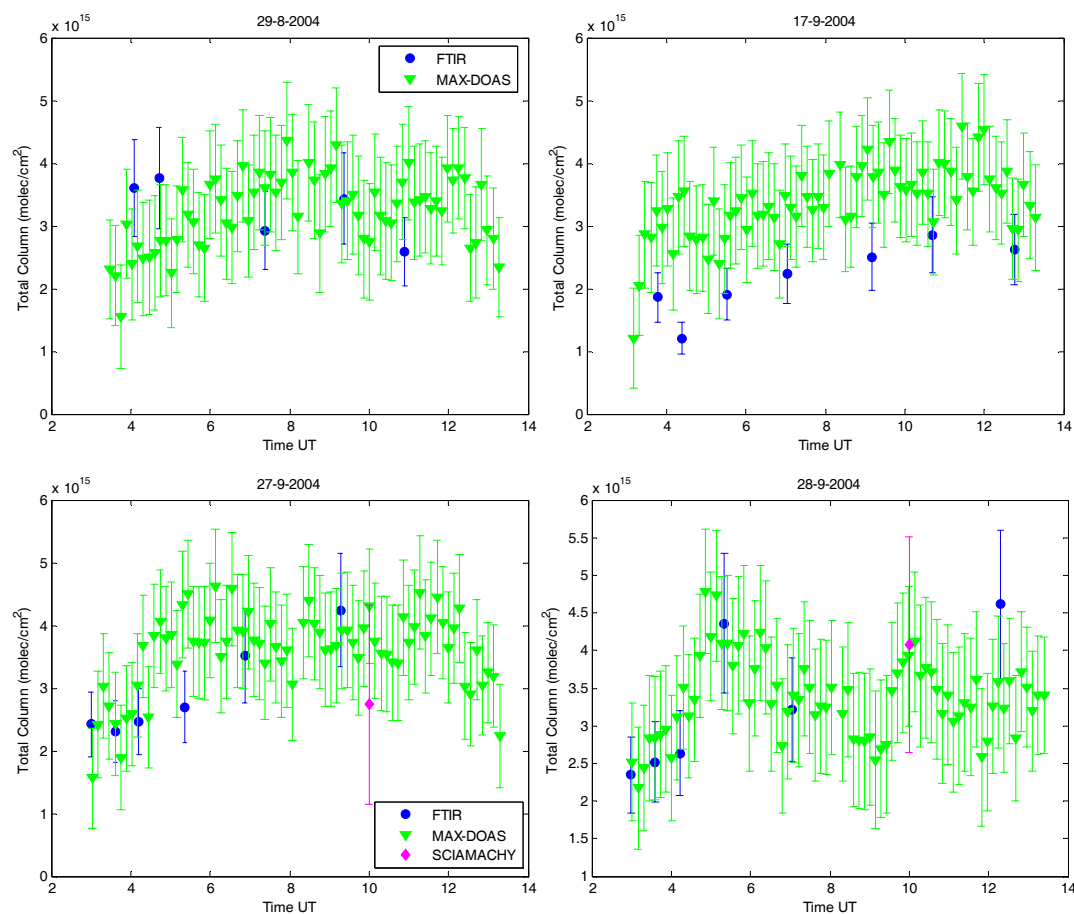 x 10^15
29-8-2004
6
5
4
3
2
1
0
Total Column (molec/cm²)
FTIR
MAX-DOAS
2 4 6 8 10 12 14
Time UT
x 10^15
17-9-2004
6
5
4
3
2
1
0
Total Column (molec/cm²)
2 4 6 8 10 12 14
Time UT
x 10^15
27-9-2004
6
5
4
3
2
1
0
Total Column (molec/cm²)
FTIR
MAX-DOAS
SCIAMACHY
2 4 6 8 10 12 14
Time UT
x 10^15
28-9-2004
6
5.5
5
4.5
4
3.5
3
2.5
2
1.5
1
Total Column (molec/cm²)
2 4 6 8 10 12 14
Time UT